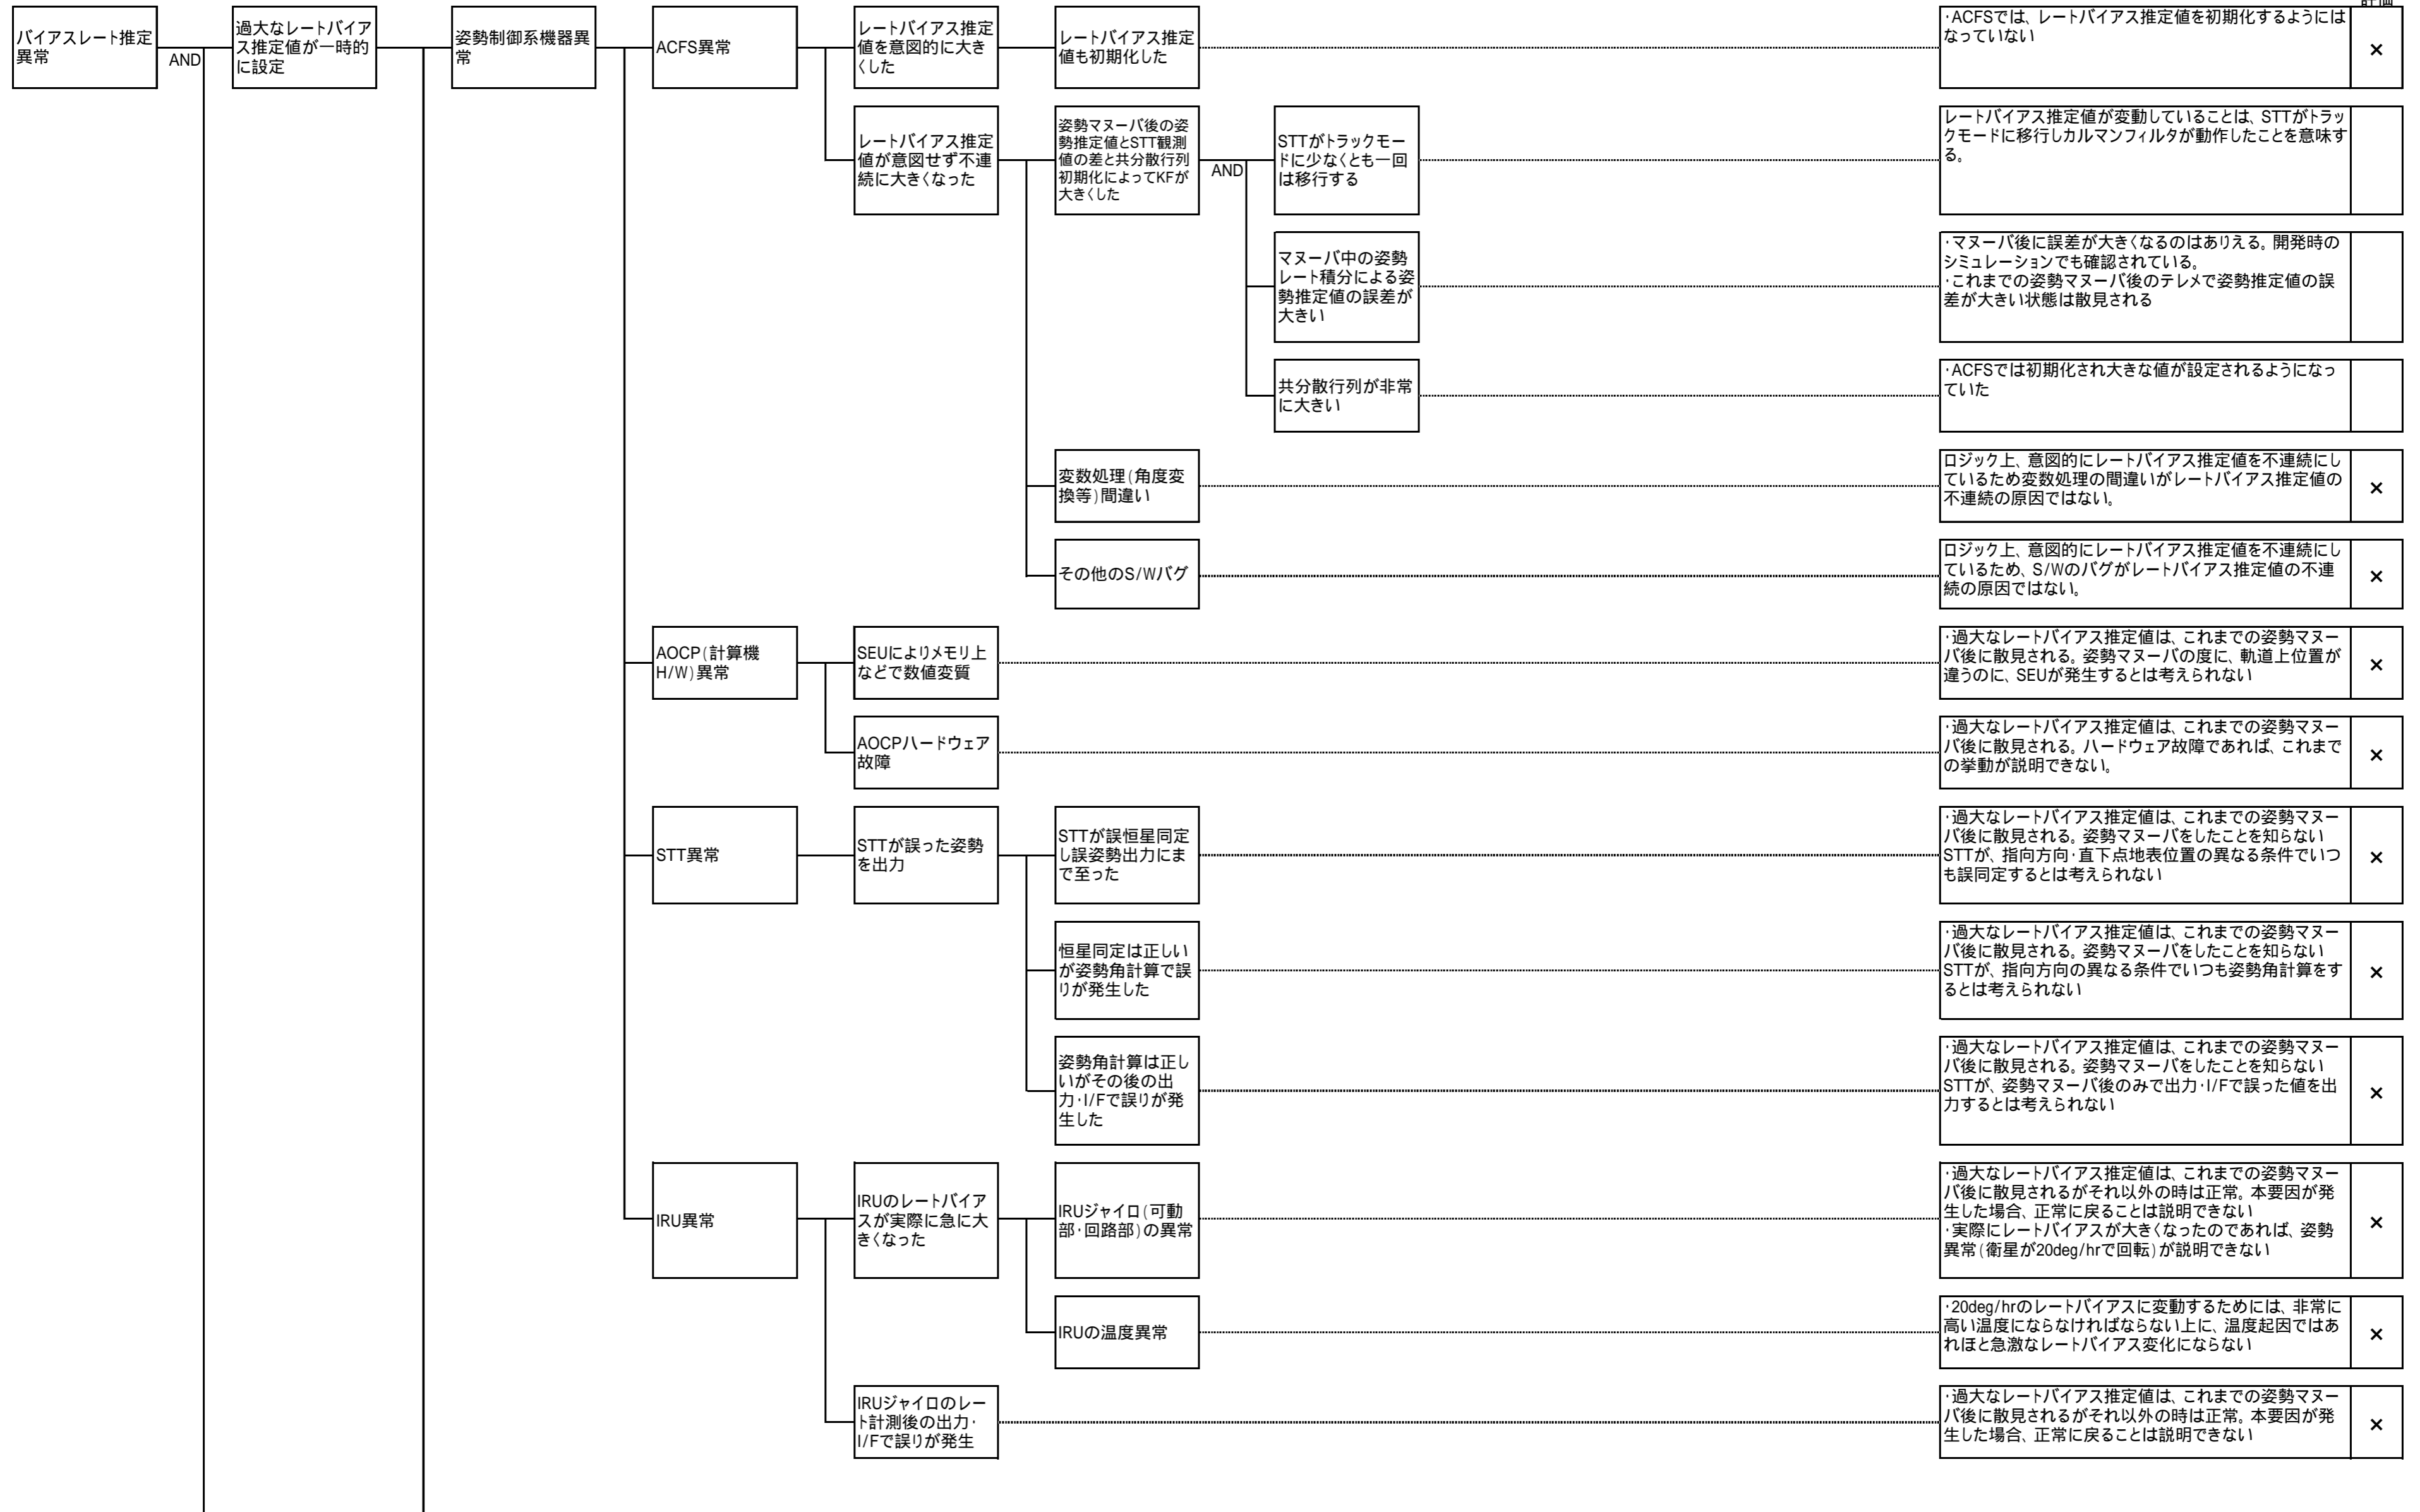 評価
バイアスレート推定
異常
AND
過大なレートバイア
ス推定値が一時的
に設定
姿勢制御系機器異
常
ACFS異常
レートバイアス推定
値を意図的に大き
くした
レートバイアス推定
値も初期化した
・ACFSでは、レートバイアス推定値を初期化するようには
なっていない
×
レートバイアス推定
値が意図せず不連
続に大きくなった
姿勢マヌーバ後の姿
勢推定値とSTT観測
値の差と共分散行列
初期化によってKFが
大きくした
AND
STTがトラックモー
ドに少なくとも一回
は移行する
レートバイアス推定値が変動していることは、STTがトラッ
クモードに移行しカルマンフィルタが動作したことを意味す
る。
マヌーバ中の姿勢
レート積分による姿
勢推定値の誤差が
大きい
・マヌーバ後に誤差が大きくなるのはありえる。開発時の
シミュレーションでも確認されている。
・これまでの姿勢マヌーバ後のテレメで姿勢推定値の誤
差が大きい状態は散見される
共分散行列が非常
に大きい
・ACFSでは初期化され大きな値が設定されるようになっ
ていた
変数処理(角度変
換等)間違い
ロジック上、意図的にレートバイアス推定値を不連続にし
ているため変数処理の間違いがレートバイアス推定値の
不連続の原因ではない。
×
その他のS/Wバグ
ロジック上、意図的にレートバイアス推定値を不連続にし
ているため、S/Wのバグがレートバイアス推定値の不連
続の原因ではない。
×
AOCP(計算機
H/W)異常
SEUによりメモリ上
などで数値変質
・過大なレートバイアス推定値は、これまでの姿勢マヌー
バ後に散見される。姿勢マヌーバの度に、軌道上位置が
違うのに、SEUが発生するとは考えられない
×
AOCPハードウェア
故障
・過大なレートバイアス推定値は、これまでの姿勢マヌー
バ後に散見される。ハードウェア故障であれば、これまで
の挙動が説明できない。
×
STT異常
STTが誤った姿勢
を出力
STTが誤恒星同定
し誤姿勢出力にま
で至った
・過大なレートバイアス推定値は、これまでの姿勢マヌー
バ後に散見される。姿勢マヌーバをしたことを知らない
STTが、指向方向・直下点地表位置の異なる条件でいつ
も誤同定するとは考えられない
×
恒星同定は正しい
が姿勢角計算で誤
りが発生した
・過大なレートバイアス推定値は、これまでの姿勢マヌー
バ後に散見される。姿勢マヌーバをしたことを知らない
STTが、指向方向の異なる条件でいつも姿勢角計算をす
るとは考えられない
×
姿勢角計算は正し
いがその後の出
力・I/Fで誤りが発
生した
・過大なレートバイアス推定値は、これまでの姿勢マヌー
バ後に散見される。姿勢マヌーバをしたことを知らない
STTが、姿勢マヌーバ後のみで出力・I/Fで誤った値を出
力するとは考えられない
×
IRU異常
IRUのレートバイア
スが実際に急に大
きくなった
IRUジャイロ(可動
部・回路部)の異常
・過大なレートバイアス推定値は、これまでの姿勢マヌー
バ後に散見されるがそれ以外の時は正常。本要因が発
生した場合、正常に戻ることは説明できない
・実際にレートバイアスが大きくなったのであれば、姿勢
異常(衛星が20deg/hrで回転)が説明できない
×
IRUの温度異常
・20deg/hrのレートバイアスに変動するためには、非常に
高い温度にならなければならない上に、温度起因ではあ
れほと急激なレートバイアス変化にならない
×
IRUジャイロのレー
ト計測後の出力・
I/Fで誤りが発生
・過大なレートバイアス推定値は、これまでの姿勢マヌー
バ後に散見されるがそれ以外の時は正常。本要因が発
生した場合、正常に戻ることは説明できない
×